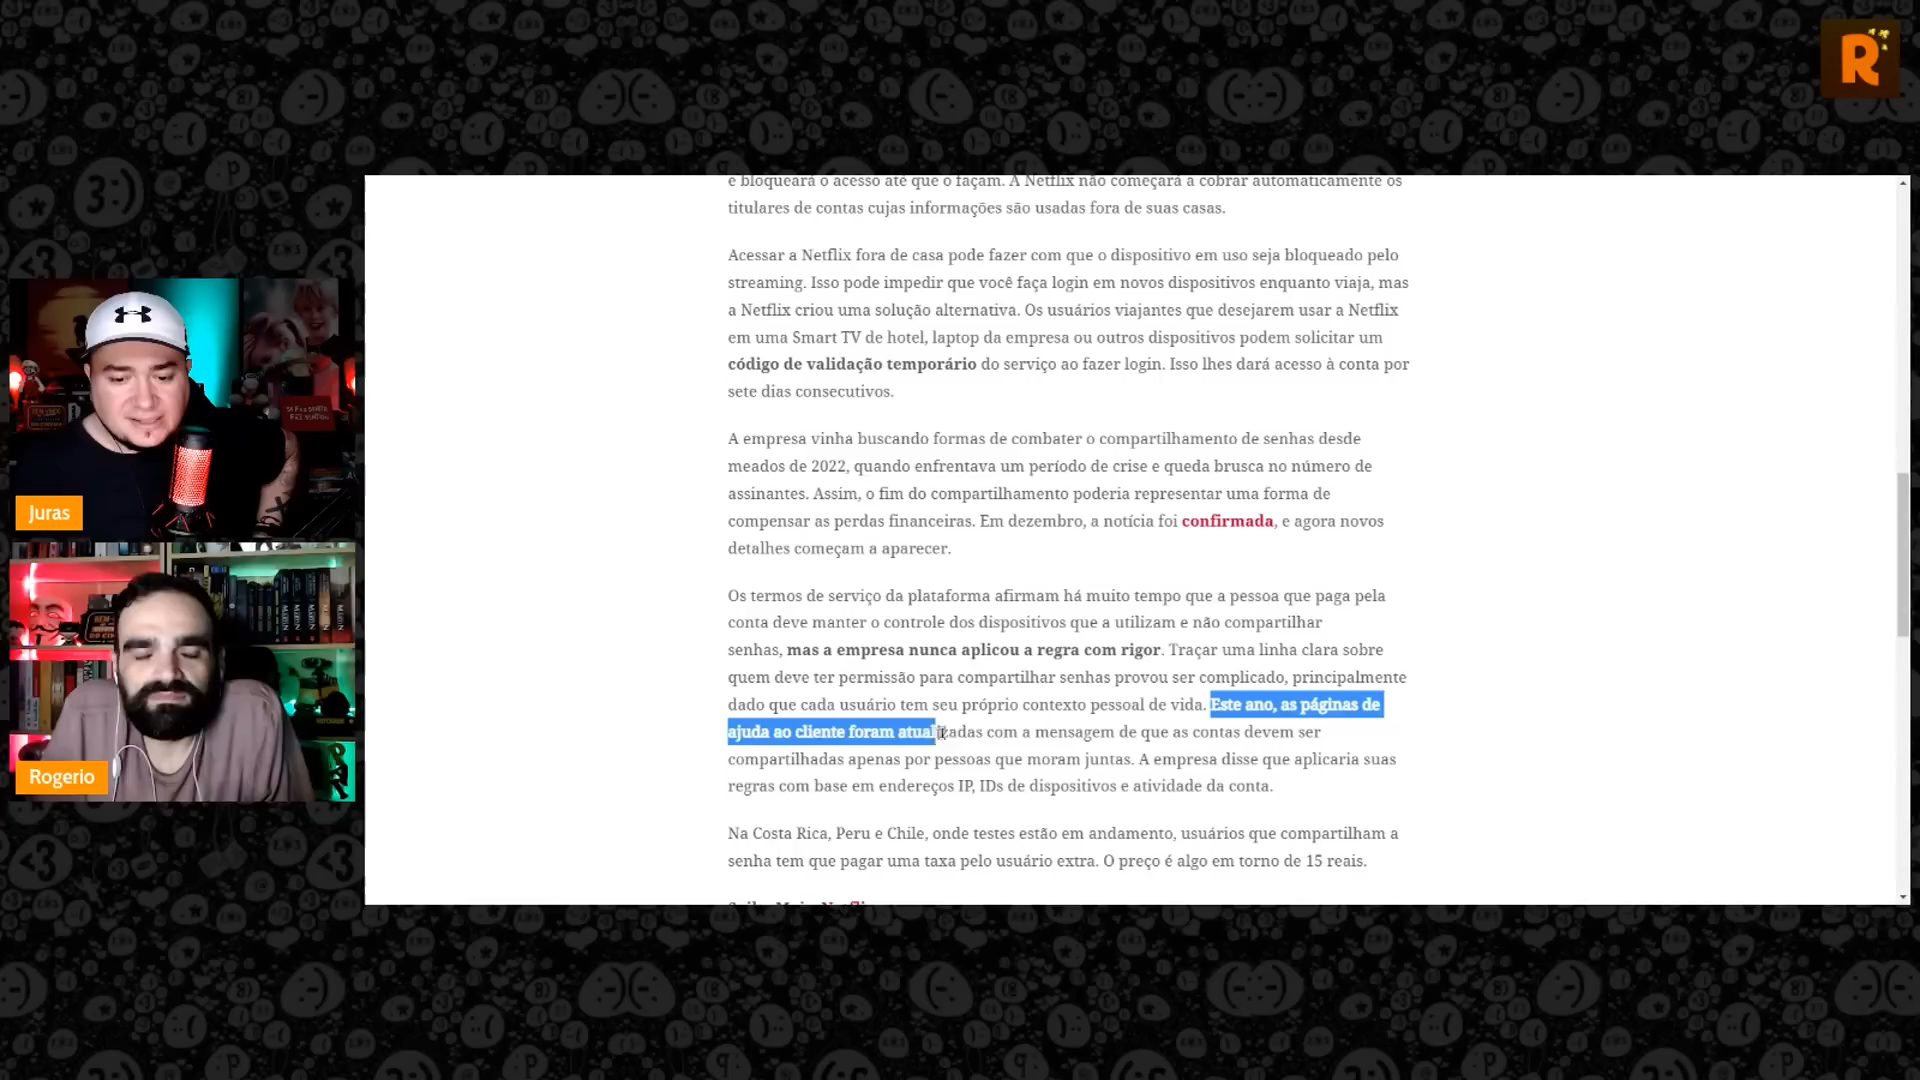 R
e bloqueará o acesso até que o façam. A Netflix não começará a cobrar automaticamente os
titulares de contas cujas informações são usadas fora de suas casas.
Acessar a Netflix fora de casa pode fazer com que o dispositivo em uso seja bloqueado pelo
streaming. Isso pode impedir que você faça login em novos dispositivos enquanto viaja, mas
a Netflix criou uma solução alternativa. Os usuários viajantes que desejarem usar a Netflix
em uma Smart TV de hotel, laptop da empresa ou outros dispositivos podem solicitar um
código de validação temporário do serviço ao fazer login. Isso lhes dará acesso à conta por
sete dias consecutivos.
A empresa vinha buscando formas de combater o compartilhamento de senhas desde
meados de 2022, quando enfrentava um período de crise e queda brusca no número de
assinantes. Assim, o fim do compartilhamento poderia representar uma forma de
compensar as perdas financeiras. Em dezembro, a notícia foi confirmada, e agora novos
detalhes começam a aparecer.
Os termos de serviço da plataforma afirmam há muito tempo que a pessoa que paga pela
conta deve manter o controle dos dispositivos que a utilizam e não compartilhar
senhas, mas a empresa nunca aplicou a regra com rigor. Traçar uma linha clara sobre
quem deve ter permissão para compartilhar senhas provou ser complicado, principalmente
dado que cada usuário tem seu próprio contexto pessoal de vida. Este ano, as páginas de
ajuda ao cliente foram atualizadas com a mensagem de que as contas devem ser
compartilhadas apenas por pessoas que moram juntas. A empresa disse que aplicaria suas
regras com base em endereços IP, IDs de dispositivos e atividade da conta.
Na Costa Rica, Peru e Chile, onde testes estão em andamento, usuários que compartilham a
senha tem que pagar uma taxa pelo usuário extra. O preço é algo em torno de 15 reais.
Juras
Rogerio